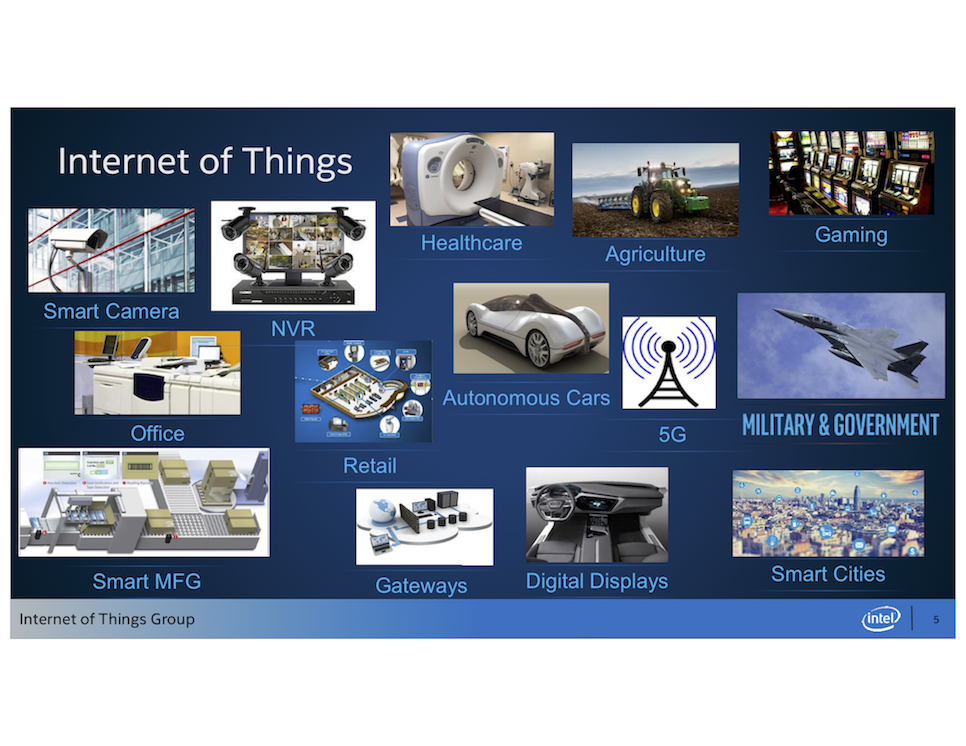 Internet of Things
Healthcare
Agriculture
Gaming
Smart Camera
NVR
Autonomous Cars
5G
MILITARY & GOVERNMENT
Office
Retail
Smart MFG
Gateways
Digital Displays
Smart Cities
Internet of Things Group
intel
5